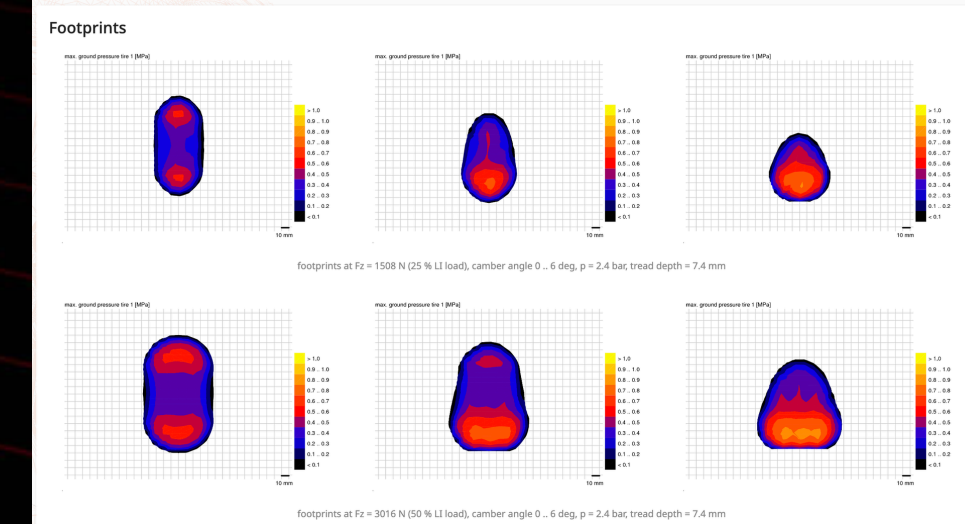 Footprints
max. ground pressure tire 1 [MPa]
> 1.0
0.9 .. 1.0
0.8 .. 0.9
0.7 .. 0.8
0.6 .. 0.7
0.5 .. 0.6
0.4 .. 0.5
0.3 .. 0.4
0.2 .. 0.3
0.1 .. 0.2
< 0.1
10 mm
max. ground pressure tire 1 [MPa]
> 1.0
0.9 .. 1.0
0.8 .. 0.9
0.7 .. 0.8
0.6 .. 0.7
0.5 .. 0.6
0.4 .. 0.5
0.3 .. 0.4
0.2 .. 0.3
0.1 .. 0.2
< 0.1
10 mm
max. ground pressure tire 1 [MPa]
> 1.0
0.9 .. 1.0
0.8 .. 0.9
0.7 .. 0.8
0.6 .. 0.7
0.5 .. 0.6
0.4 .. 0.5
0.3 .. 0.4
0.2 .. 0.3
0.1 .. 0.2
< 0.1
10 mm
footprints at Fz = 1508 N (25 % LI load), camber angle 0 .. 6 deg, p = 2.4 bar, tread depth = 7.4 mm
max. ground pressure tire 1 [MPa]
> 1.0
0.9 .. 1.0
0.8 .. 0.9
0.7 .. 0.8
0.6 .. 0.7
0.5 .. 0.6
0.4 .. 0.5
0.3 .. 0.4
0.2 .. 0.3
0.1 .. 0.2
< 0.1
10 mm
max. ground pressure tire 1 [MPa]
> 1.0
0.9 .. 1.0
0.8 .. 0.9
0.7 .. 0.8
0.6 .. 0.7
0.5 .. 0.6
0.4 .. 0.5
0.3 .. 0.4
0.2 .. 0.3
0.1 .. 0.2
< 0.1
10 mm
max. ground pressure tire 1 [MPa]
> 1.0
0.9 .. 1.0
0.8 .. 0.9
0.7 .. 0.8
0.6 .. 0.7
0.5 .. 0.6
0.4 .. 0.5
0.3 .. 0.4
0.2 .. 0.3
0.1 .. 0.2
< 0.1
10 mm
footprints at Fz = 3016 N (50 % LI load), camber angle 0 .. 6 deg, p = 2.4 bar, tread depth = 7.4 mm